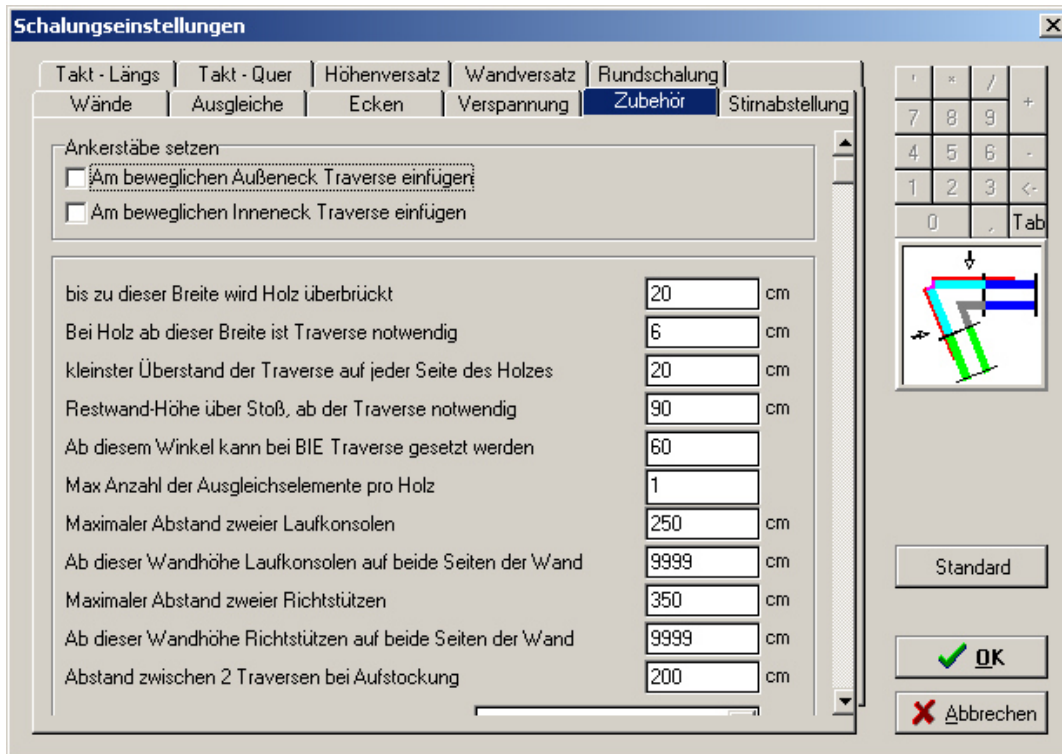 Schalungseinstellungen
Takt - Längs
Takt - Quer
Höhenversatz
Wandversatz
Rundschalung
Wände
Ausgleiche
Ecken
Verspannung
Zubehör
Stirnabstellung
Ankerstäbe setzen
Am beweglichen Außeneck Traverse einfügen
Am beweglichen Inneneck Traverse einfügen
bis zu dieser Breite wird Holz überbrückt 20 cm
Bei Holz ab dieser Breite ist Traverse notwendig 6 cm
kleinster Überstand der Traverse auf jeder Seite des Holzes 20 cm
Restwand-Höhe über Stoß, ab der Traverse notwendig 90 cm
Ab diesem Winkel kann bei BIE Traverse gesetzt werden 60
Max Anzahl der Ausgleichselemente pro Holz 1
Maximaler Abstand zweier Laufkonsolen 250 cm
Ab dieser Wandhöhe Laufkonsolen auf beide Seiten der Wand 9999 cm
Maximaler Abstand zweier Richtstützen 350 cm
Ab dieser Wandhöhe Richtstützen auf beide Seiten der Wand 9999 cm
Abstand zwischen 2 Traversen bei Aufstockung 200 cm
' * / +
7 8 9
4 5 6 -
1 2 3 <-
0 , Tab
Standard
OK
Abbrechen